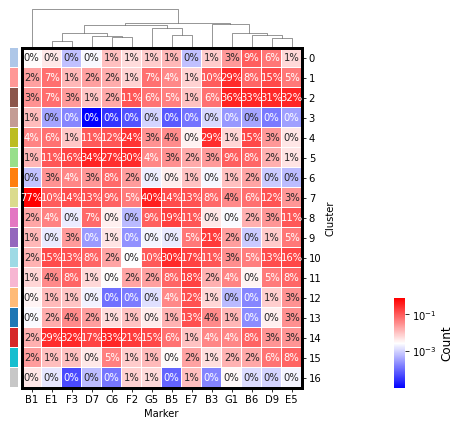 0% 0% 0% 0% 1% 1% 1% 1% 0% 1% 3% 9% 6% 1% 0
2% 7% 1% 2% 2% 1% 7% 4% 1% 10% 29% 8% 15% 5% 1
3% 7% 3% 1% 2% 11% 6% 5% 1% 6% 36% 33% 31% 32% 2
1% 0% 0% 0% 0% 0% 0% 0% 0% 0% 0% 0% 0% 0% 3
4% 6% 1% 11% 12% 24% 3% 4% 0% 29% 1% 15% 3% 0% 4
1% 11% 16% 34% 27% 30% 4% 3% 2% 3% 9% 8% 2% 1% 5
0% 3% 4% 3% 8% 2% 0% 0% 1% 0% 1% 2% 0% 0% 6
77% 10% 14% 13% 9% 5% 40% 14% 13% 8% 4% 6% 12% 3% 7
2% 4% 0% 7% 0% 0% 9% 19% 11% 0% 0% 2% 3% 11% 8
1% 0% 3% 0% 1% 0% 0% 0% 5% 21% 2% 0% 1% 5% 9
2% 15% 13% 8% 2% 0% 10% 30% 17% 11% 3% 5% 13% 16% 10
1% 4% 8% 1% 0% 2% 2% 8% 18% 2% 4% 0% 5% 8% 11
0% 1% 1% 0% 0% 0% 0% 4% 12% 1% 0% 0% 1% 3% 12
0% 2% 4% 2% 1% 1% 0% 1% 13% 4% 1% 0% 0% 3% 13
2% 29% 32% 17% 33% 21% 15% 6% 1% 4% 4% 8% 3% 3% 14
2% 1% 1% 0% 5% 1% 1% 0% 2% 1% 2% 2% 6% 8% 15
0% 0% 0% 0% 0% 1% 1% 0% 1% 0% 0% 0% 0% 0% 16
B1 E1 F3 D7 C6 F2 G5 B5 E7 B3 G1 B6 D9 E5
Marker
Cluster
10⁻¹
10⁻³
Count